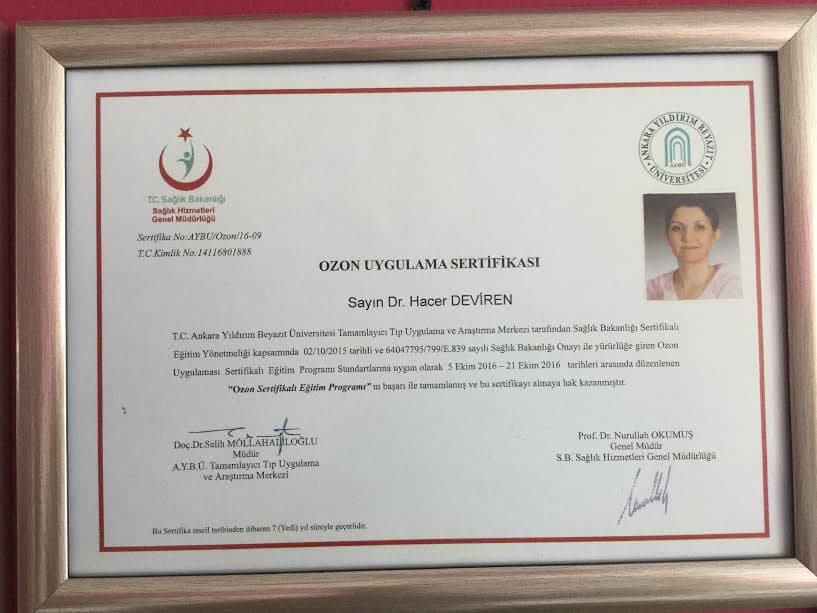 T.C. Sağlık Bakanlığı
Sağlık Hizmetleri
Genel Müdürlüğü
Sertifika No:AYBÜ/Ozon/16-09
T.C.Kimlik No:14116801888
ANKARA YILDIRIM BEYAZIT
AYBÜ
ÜNİVERSİTESİ
OZON UYGULAMA SERTİFİKASI
Sayın Dr. Hacer DEVİREN
T.C. Ankara Yıldırım Beyazıt Üniversitesi Tamamlayıcı Tıp Uygulama ve Araştırma Merkezi tarafından Sağlık Bakanlığı Sertifikalı
Eğitim Yönetmeliği kapsamında 02/10/2015 tarihli ve 64047795/799/E.839 sayılı Sağlık Bakanlığı Onayı ile yürürlüğe giren Ozon
Uygulaması Sertifikalı Eğitim Programı Standartlarına uygun olarak 5 Ekim 2016 – 21 Ekim 2016 tarihleri arasında düzenlenen
"Ozon Sertifikalı Eğitim Programı" nı başarı ile tamamlamış ve bu sertifikayı almaya hak kazanmıştır.
Doç.Dr.Salih MOLLAHALİLOĞLU
Müdür
A.Y.B.Ü. Tamamlayıcı Tıp Uygulama
ve Araştırma Merkezi
Prof. Dr. Nurullah OKUMUŞ
Genel Müdür
S.B. Sağlık Hizmetleri Genel Müdürlüğü
Bu Sertifika tescil tarihinden itibaren 7 (Yedi) yıl süreyle geçerlidir.